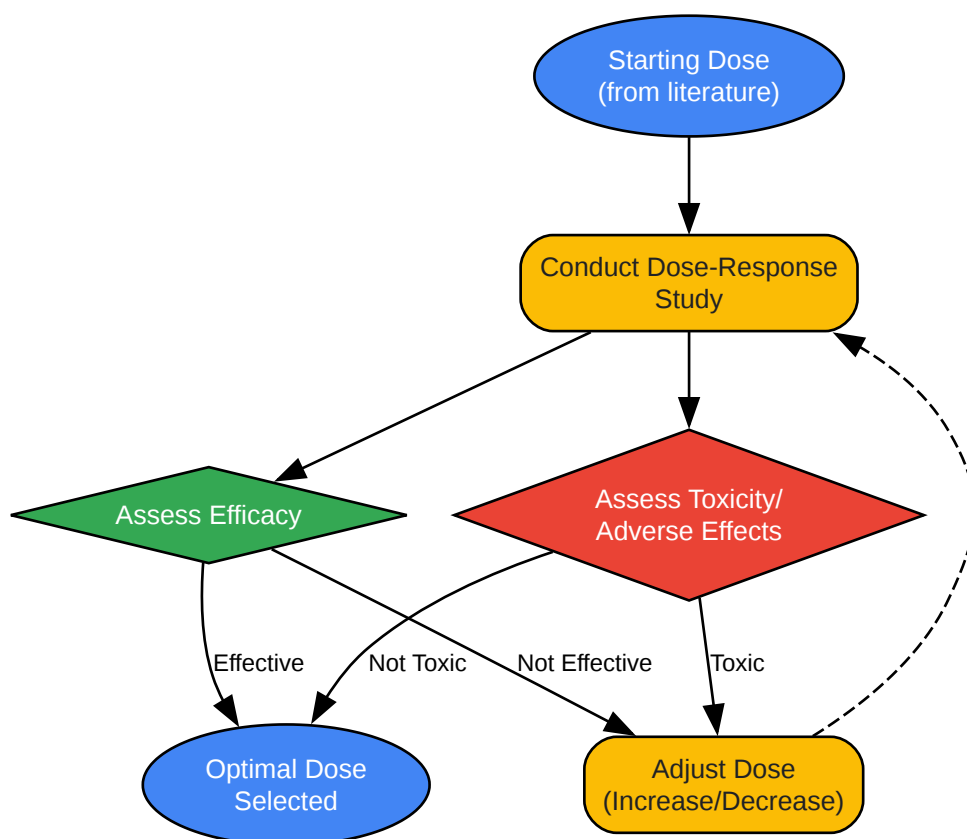 Starting Dose
(from literature)
Conduct Dose-Response
Study
Assess Efficacy
Assess Toxicity/
Adverse Effects
Effective
Not Toxic
Not Effective
Toxic
Optimal Dose
Selected
Adjust Dose
(Increase/Decrease)